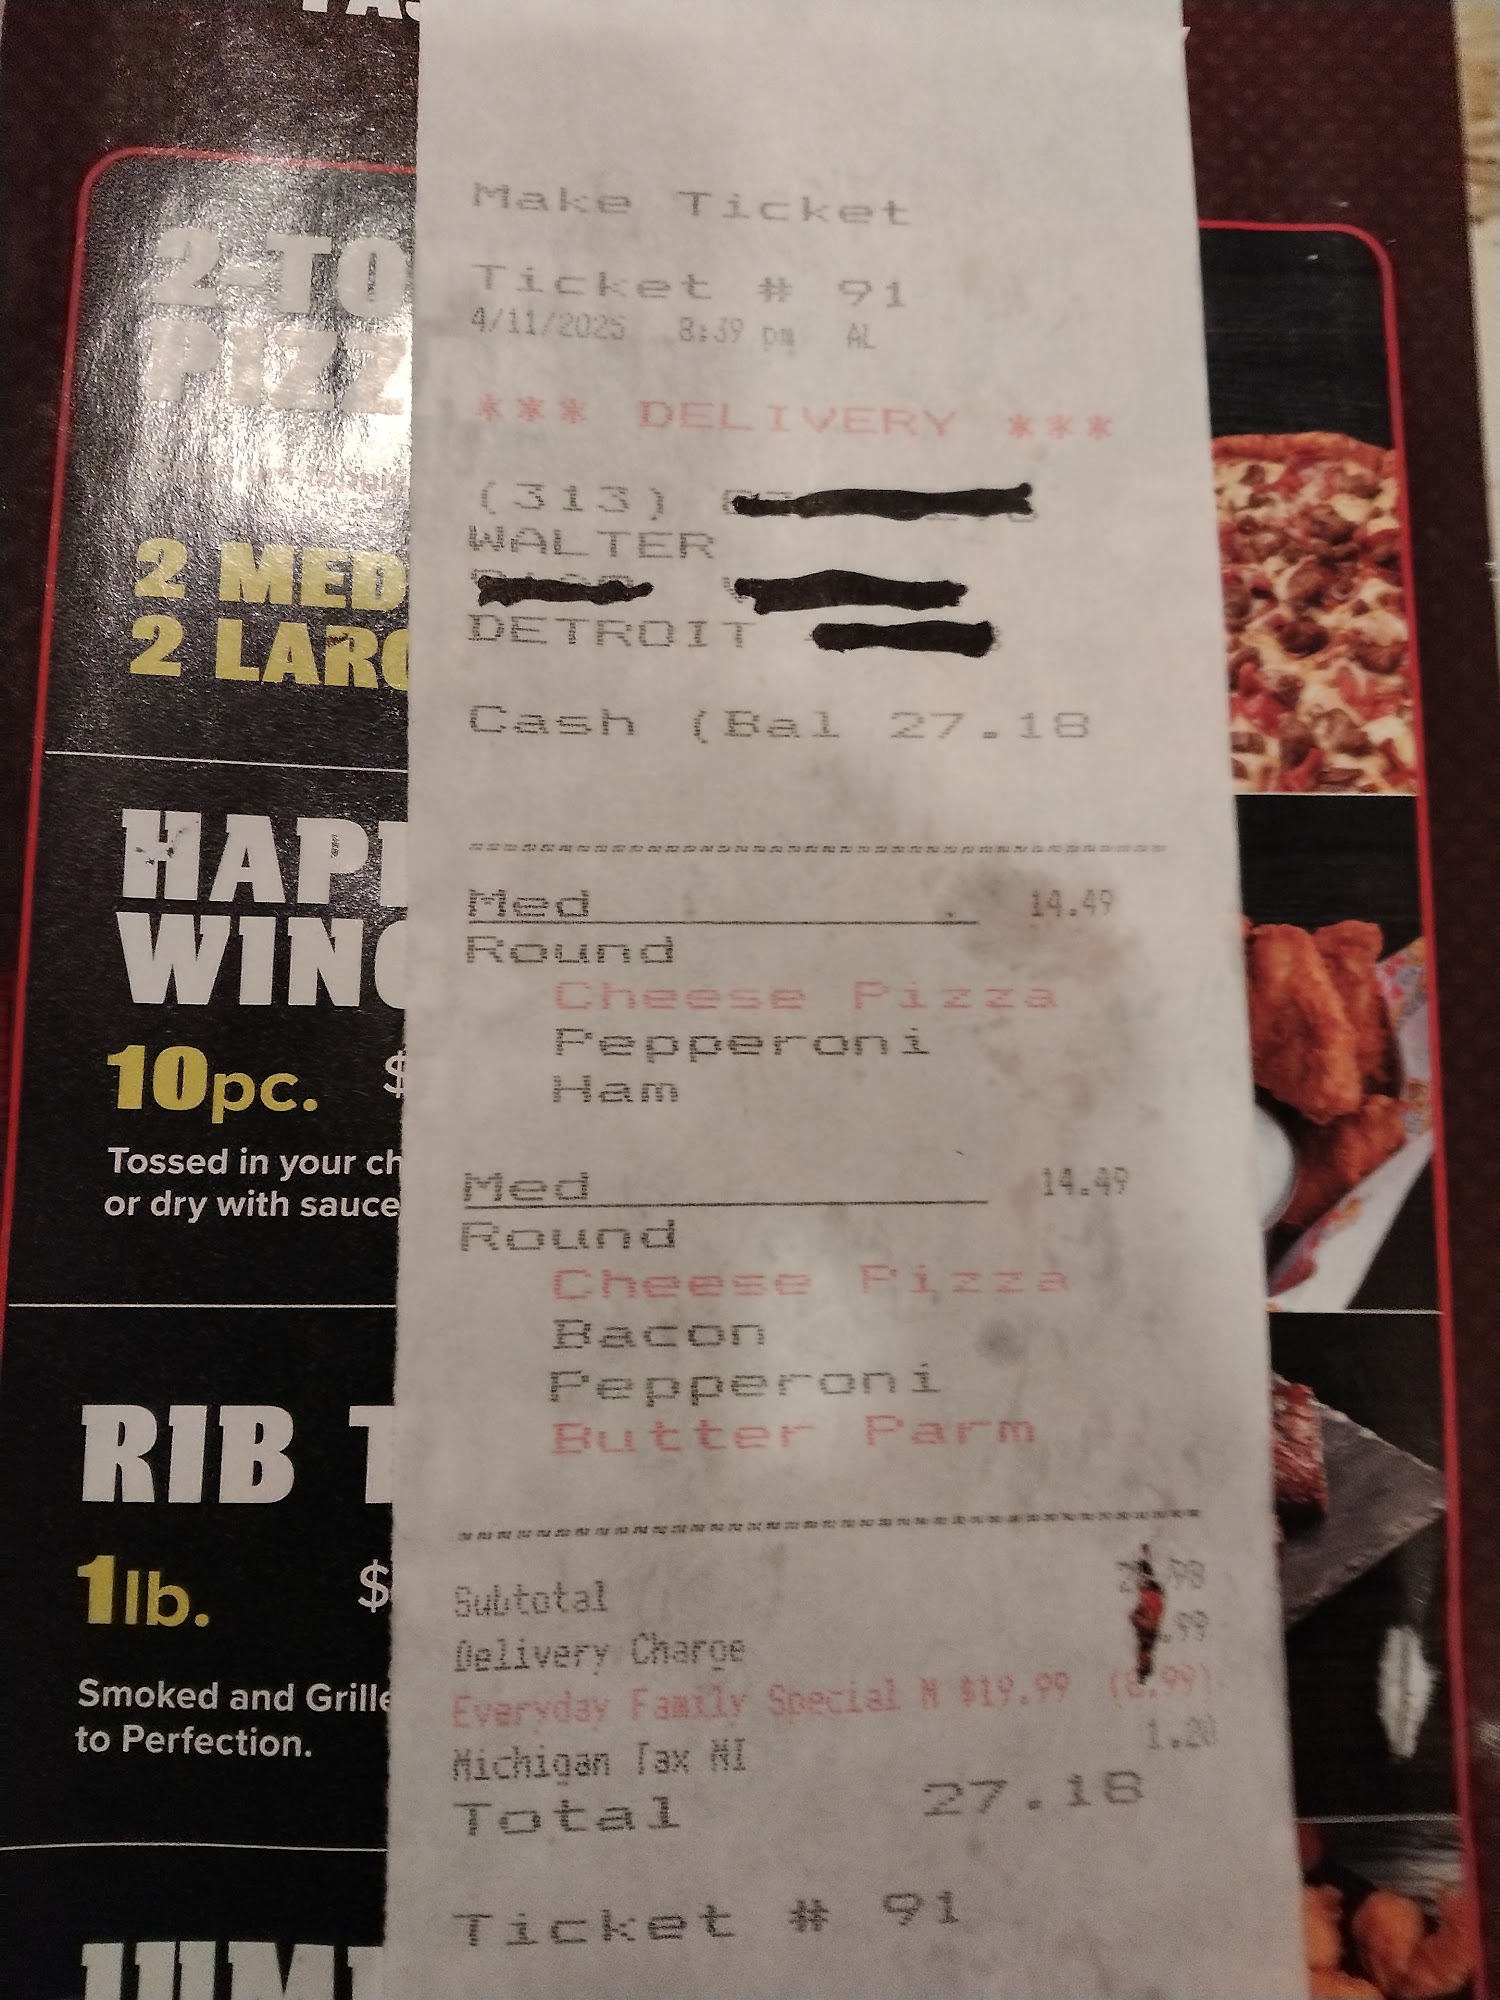 2-TO
PIZZ
2 MED
2 LARG
HAPP
WING
10pc. $
Tossed in your ch
or dry with sauce
RIB T
1lb. $
Smoked and Grille
to Perfection.
JUM
Make Ticket
Ticket # 91
4/11/2025 8:39 pm AL
*** DELIVERY ***
(313)
WALTER
DETROIT
Cash (Bal 27.18
Med 14.49
Round
Cheese Pizza
Pepperoni
Ham
Med 14.49
Round
Cheese Pizza
Bacon
Pepperoni
Butter Parm
Subtotal
Delivery Charge
Everyday Family Special M $19.99 (8.99)
Michigan Tax MI 1.20
Total 27.18
Ticket # 91